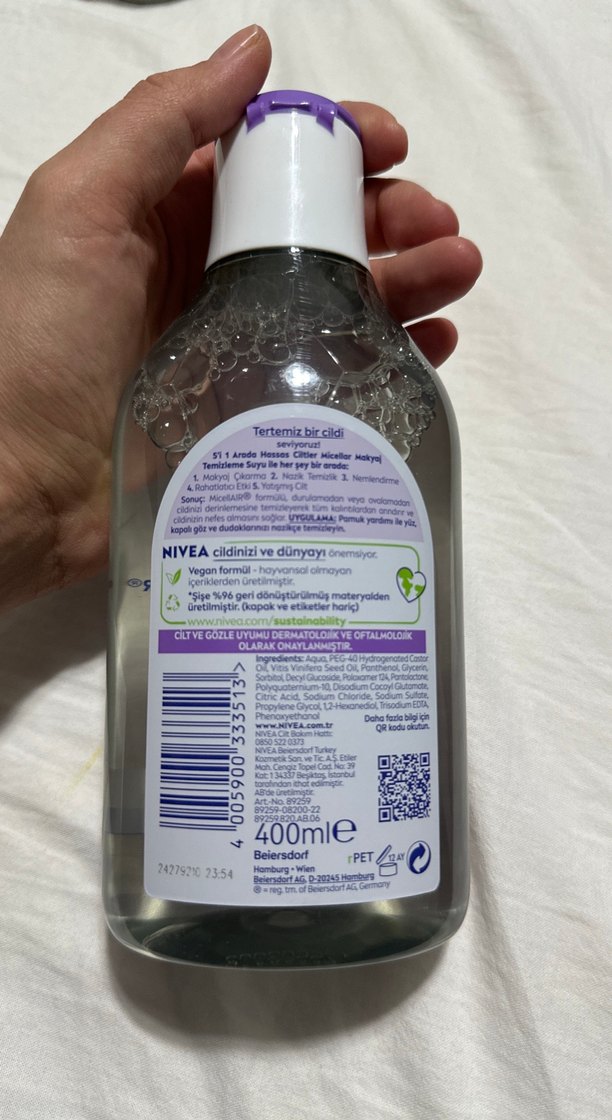 Tertemiz bir cildi
seviyoruz!
5'i 1 Arada Hassas Ciltler Micellar Makyaj
Temizleme Suyu ile her şey bir arada:
1. Makyaj Çıkarma 2. Nazik Temizlik 3. Nemlendirme
4. Rahatlatıcı Etki 5. Yatışmış Cilt
Sonuç: MicellAIR® formülü, durulamadan veya ovalamadan
cildinizi derinlemesine temizleyerek tüm kalıntılardan arındırır ve
cildinizin nefes almasını sağlar. UYGULAMA: Pamuk yardımı ile yüz,
kapalı göz ve dudaklarınızı nazikçe temizleyin.
NIVEA cildinizi ve dünyayı önemsiyor.
Vegan formül - hayvansal olmayan
içeriklerden üretilmiştir.
*Şişe %96 geri dönüştürülmüş materyalden
üretilmiştir. (kapak ve etiketler hariç)
www.nivea.com/sustainability
CİLT VE GÖZLE UYUMU DERMATOLOJİK VE OFTALMOLOJİK
OLARAK ONAYLANMIŞTIR.
Ingredients: Aqua, PEG-40 Hydrogenated Castor
Oil, Vitis Vinifera Seed Oil, Panthenol, Glycerin,
Sorbitol, Decyl Glucoside, Poloxamer 124, Pantolactone,
Polyquaternium-10, Disodium Cocoyl Glutamate,
Citric Acid, Sodium Chloride, Sodium Sulfate,
Propylene Glycol, 1,2-Hexanediol, Trisodium EDTA,
Phenoxyethanol
www.NIVEA.com.tr
NIVEA Cilt Bakım Hattı:
0850 522 0373
NIVEA Beiersdorf Turkey
Kozmetik San. ve Tic. A.Ş. Etiler
Mah. Cengiz Topel Cad. No: 39
Kat: 1 34337 Beşiktaş, İstanbul
tarafından ithal edilmiştir.
AB'de üretilmiştir.
Art.-No. 89259
89259-08200-22
89259.820.AB.06
Daha fazla bilgi için
QR kodu okutun.
4 005900 333513 >
400ml e
Beiersdorf
Hamburg • Wien
Beiersdorf AG, D-20245 Hamburg
® = reg. tm. of Beiersdorf AG, Germany
rPET
12 AY
24279210 23:54